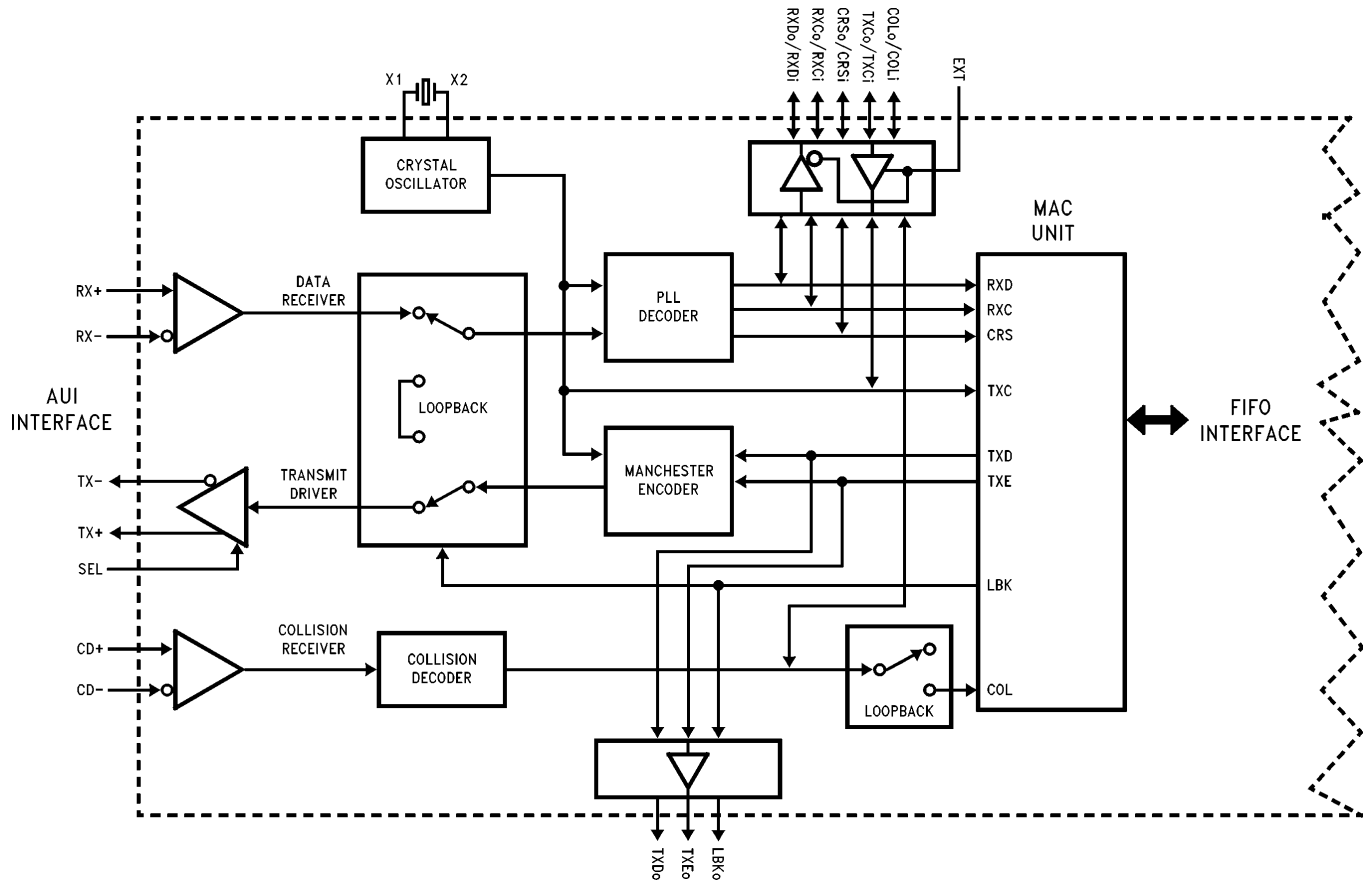 RXDo/RXDi
RXCo/RXCi
CRSo/CRSi
TXCo/TXCi
COLo/COLi
EXT
X1
X2
CRYSTAL
OSCILLATOR
MAC
UNIT
RX+
RX-
DATA
RECEIVER
PLL
DECODER
RXD
RXC
CRS
AUI
INTERFACE
LOOPBACK
TXC
FIFO
INTERFACE
TX-
TX+
SEL
TRANSMIT
DRIVER
MANCHESTER
ENCODER
TXD
TXE
LBK
CD+
CD-
COLLISION
RECEIVER
COLLISION
DECODER
LOOPBACK
COL
TXDo
TXEo
LBKo